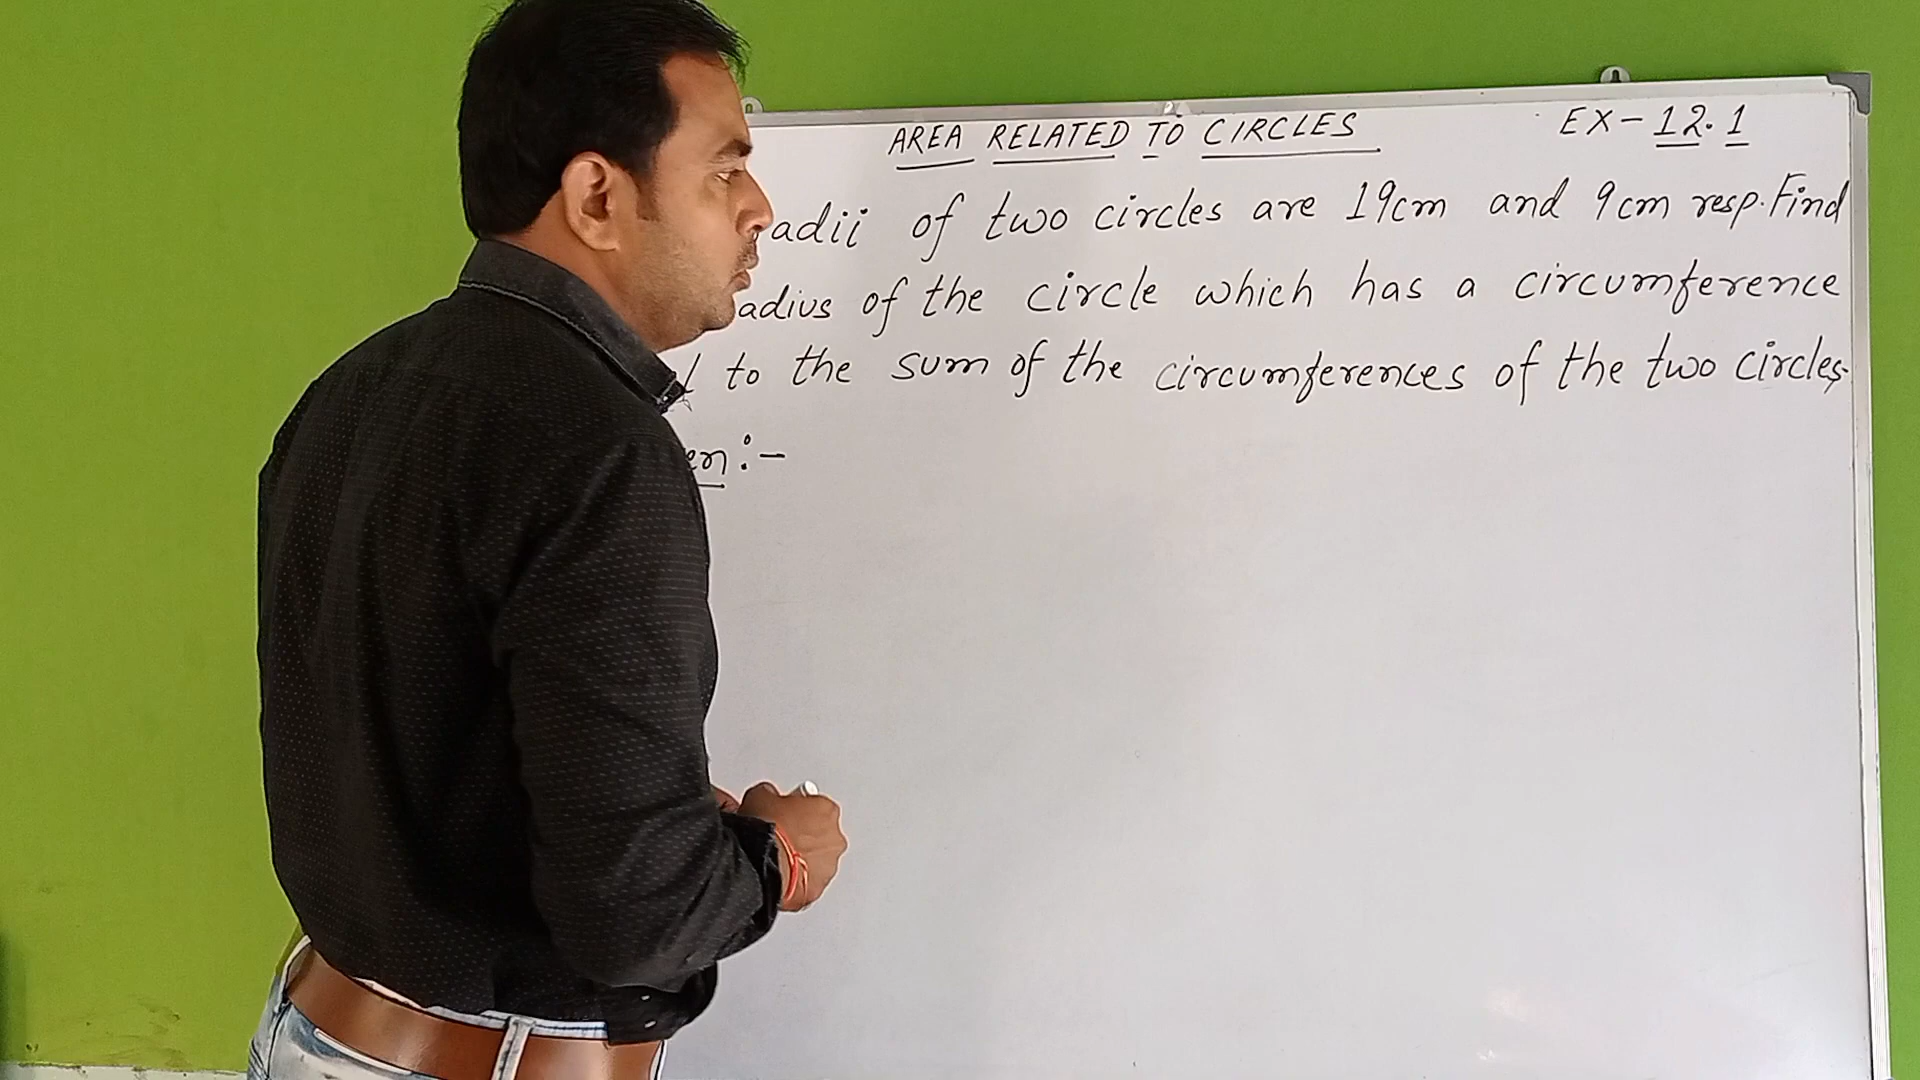 AREA RELATED TO CIRCLES EX-12.1
adii of two circles are 19cm and 9cm resp. Find
adius of the circle which has a circumference
l to the sum of the circumferences of the two circles.
en :-